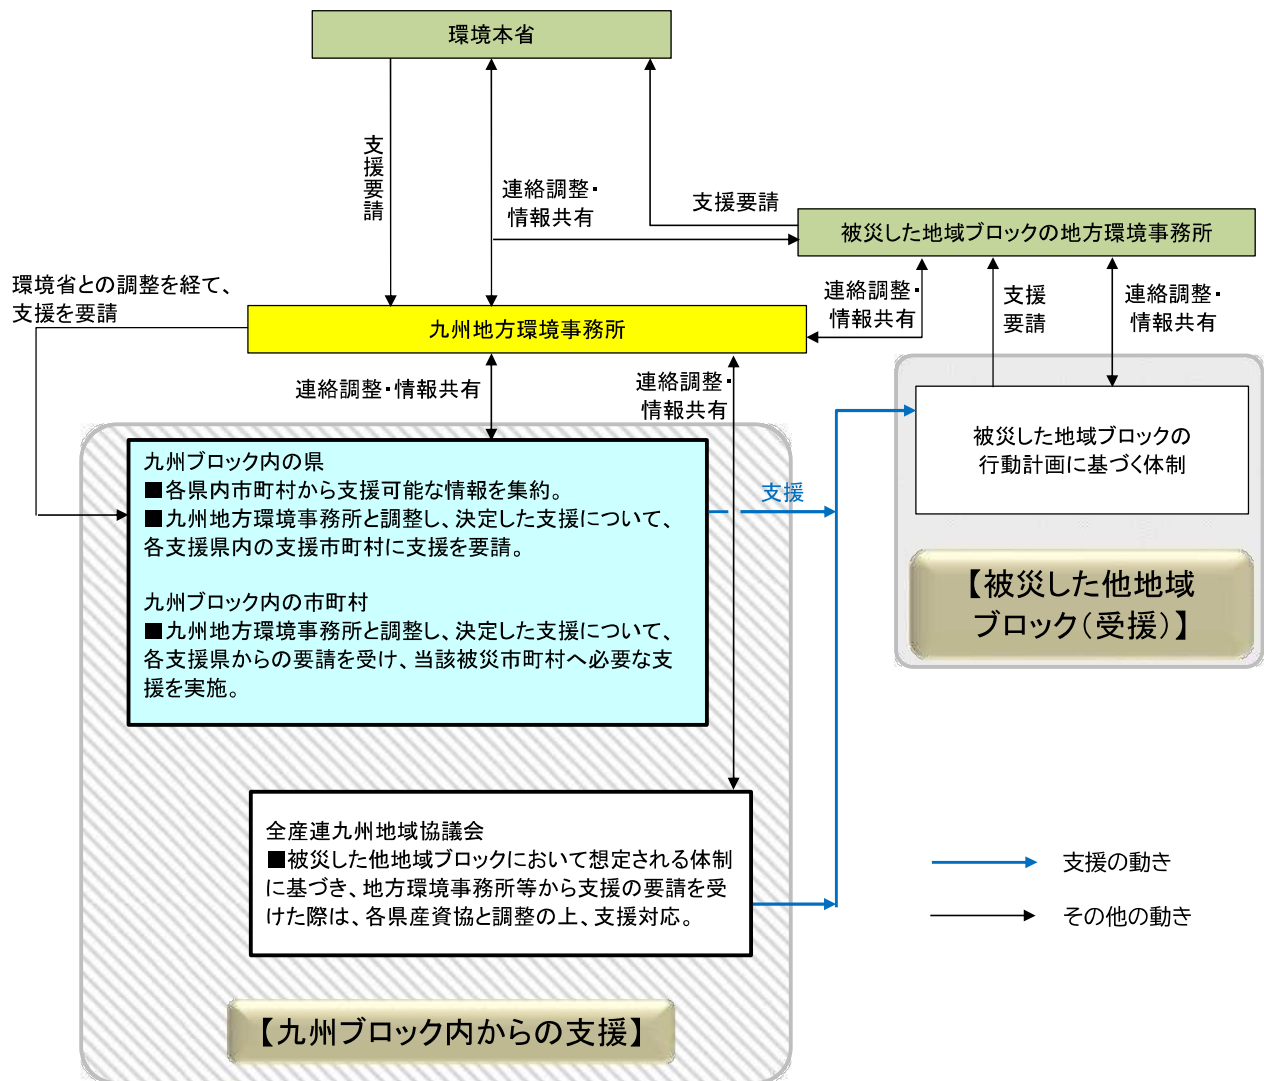 環境本省
支援要請
連絡調整・
情報共有
支援要請
被災した地域ブロックの地方環境事務所
環境省との調整を経て、
支援を要請
九州地方環境事務所
連絡調整・
情報共有
支援
要請
連絡調整・
情報共有
連絡調整・情報共有
連絡調整・
情報共有
九州ブロック内の県
■各県内市町村から支援可能な情報を集約。
■九州地方環境事務所と調整し、決定した支援について、
各支援県内の支援市町村に支援を要請。
九州ブロック内の市町村
■九州地方環境事務所と調整し、決定した支援について、
各支援県からの要請を受け、当該被災市町村へ必要な支
援を実施。
支援
被災した地域ブロックの
行動計画に基づく体制
【被災した他地域
ブロック（受援）】
全産連九州地域協議会
■被災した他地域ブロックにおいて想定される体制
に基づき、地方環境事務所等から支援の要請を受
けた際は、各県産資協と調整の上、支援対応。
支援の動き
その他の動き
【九州ブロック内からの支援】